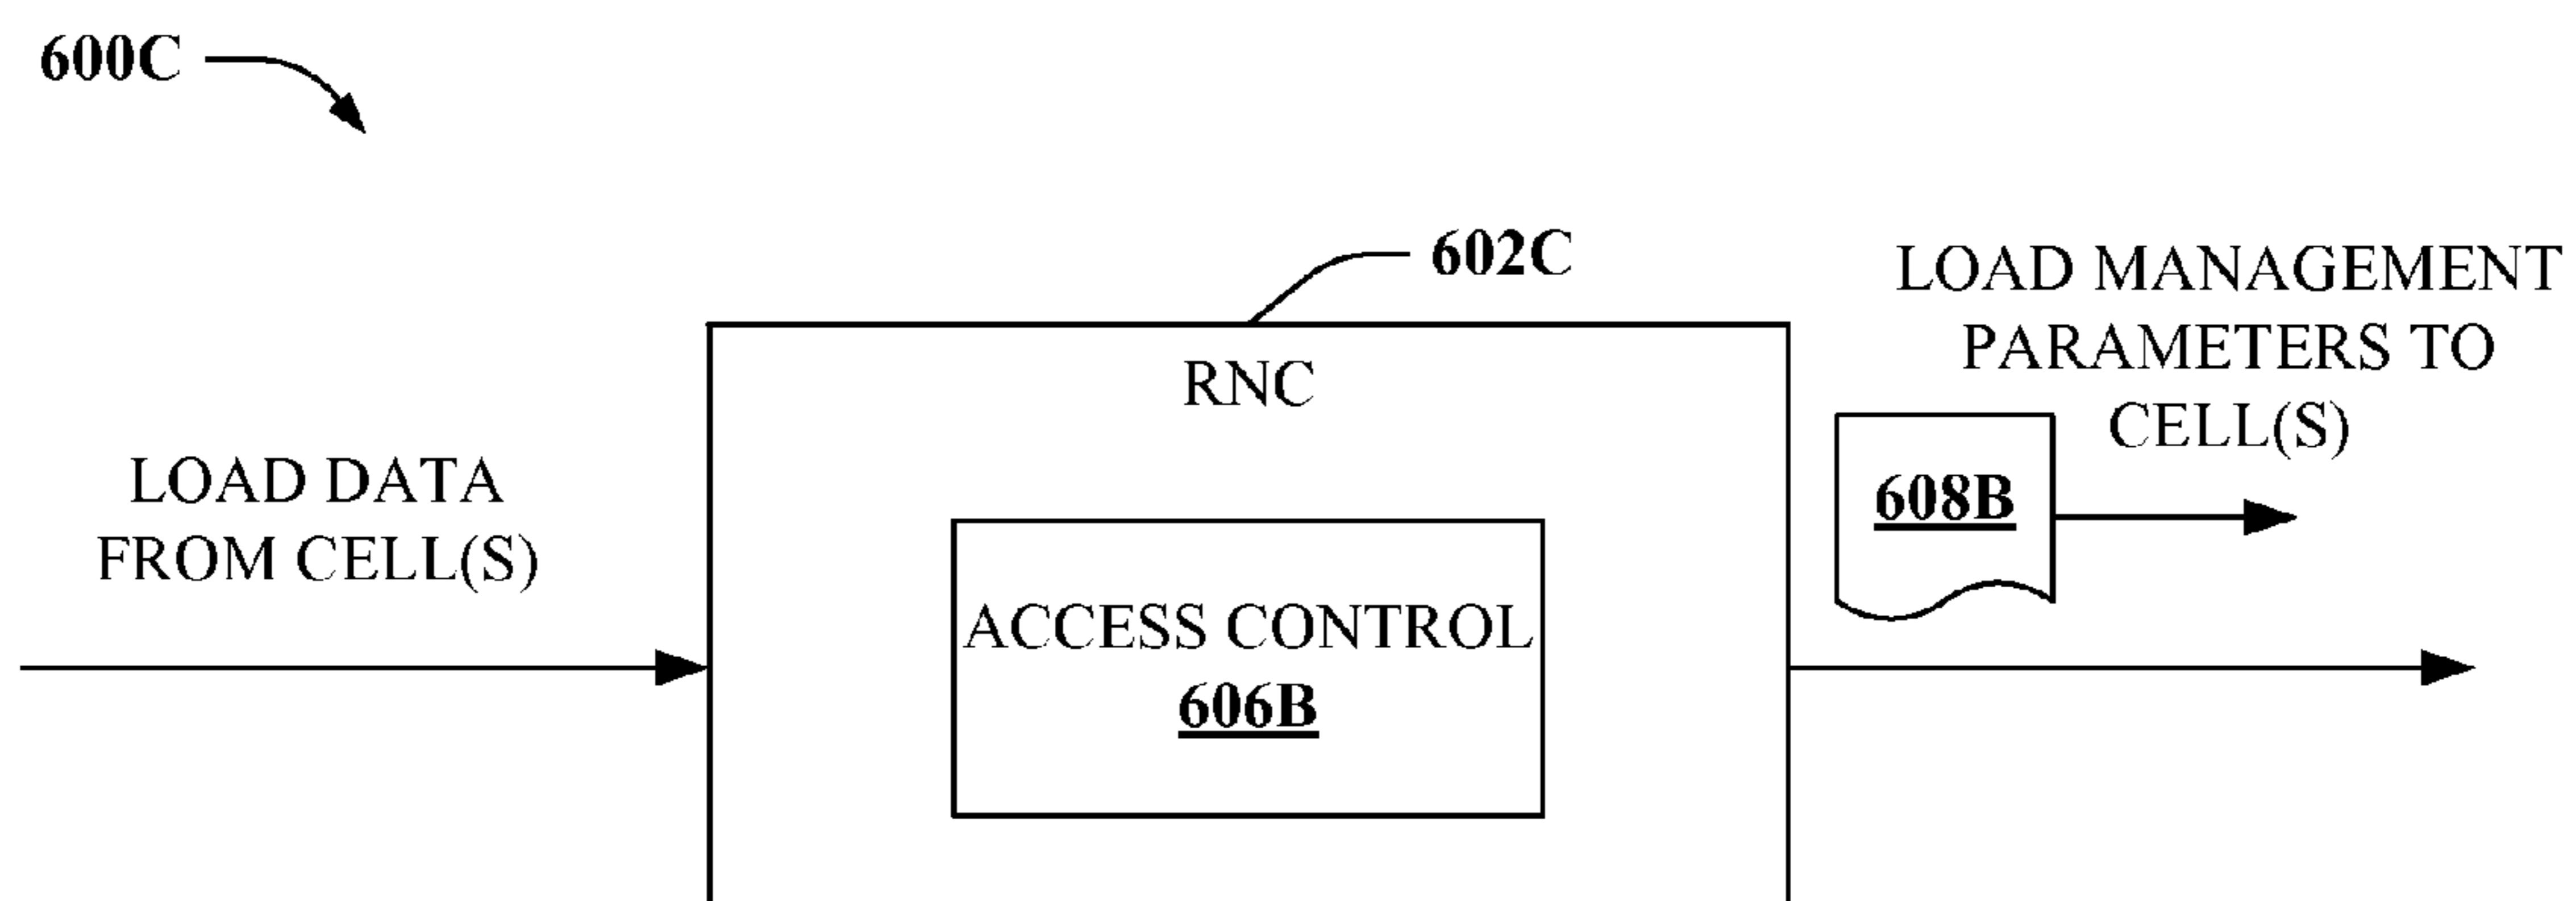 600C
602C
LOAD MANAGEMENT
PARAMETERS TO
CELL(S)
RNC
LOAD DATA
FROM CELL(S)
608B
ACCESS CONTROL
606B